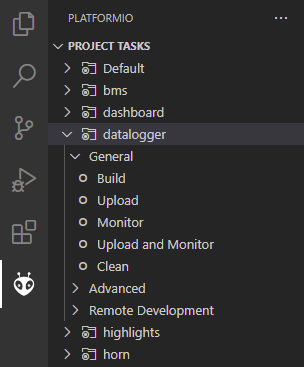 PLATFORMIO
PROJECT TASKS
Default
bms
dashboard
datalogger
General
Build
Upload
Monitor
Upload and Monitor
Clean
Advanced
Remote Development
highlights
horn